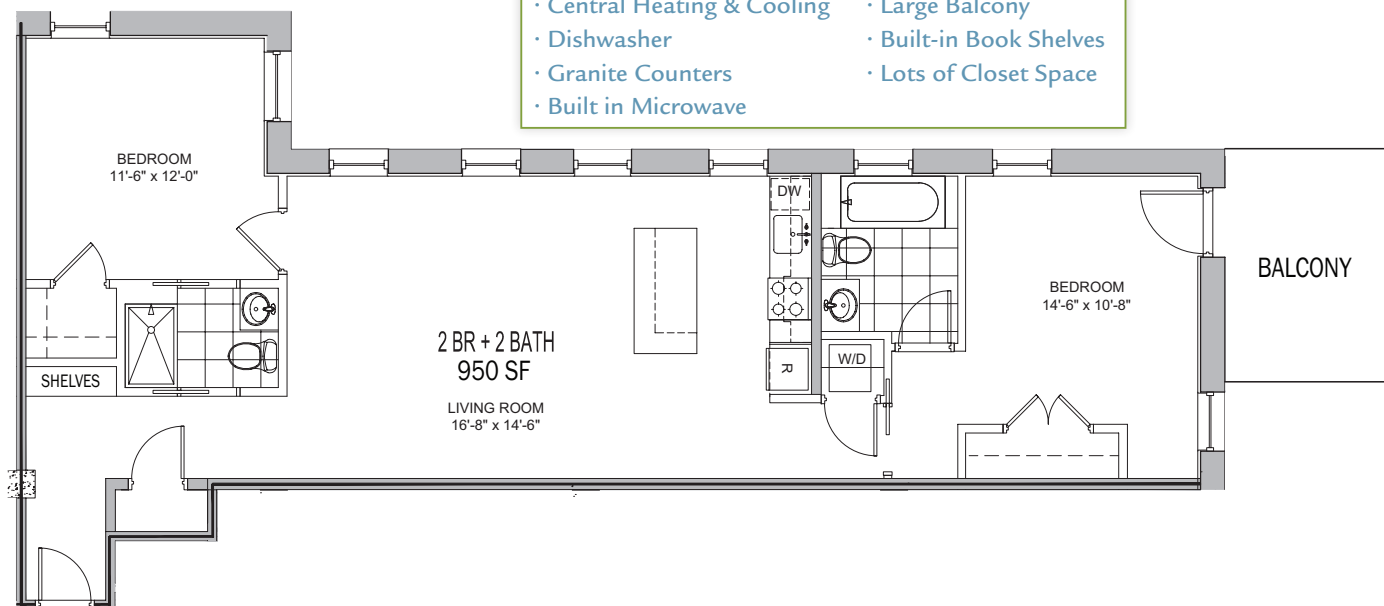 · Central Heating & Cooling
· Dishwasher
· Granite Counters
· Built in Microwave
· Large Balcony
· Built-in Book Shelves
· Lots of Closet Space
BEDROOM
11'-6" x 12'-0"
SHELVES
2 BR + 2 BATH
950 SF
LIVING ROOM
16'-8" x 14'-6"
DW
R
W/D
BEDROOM
14'-6" x 10'-8"
BALCONY